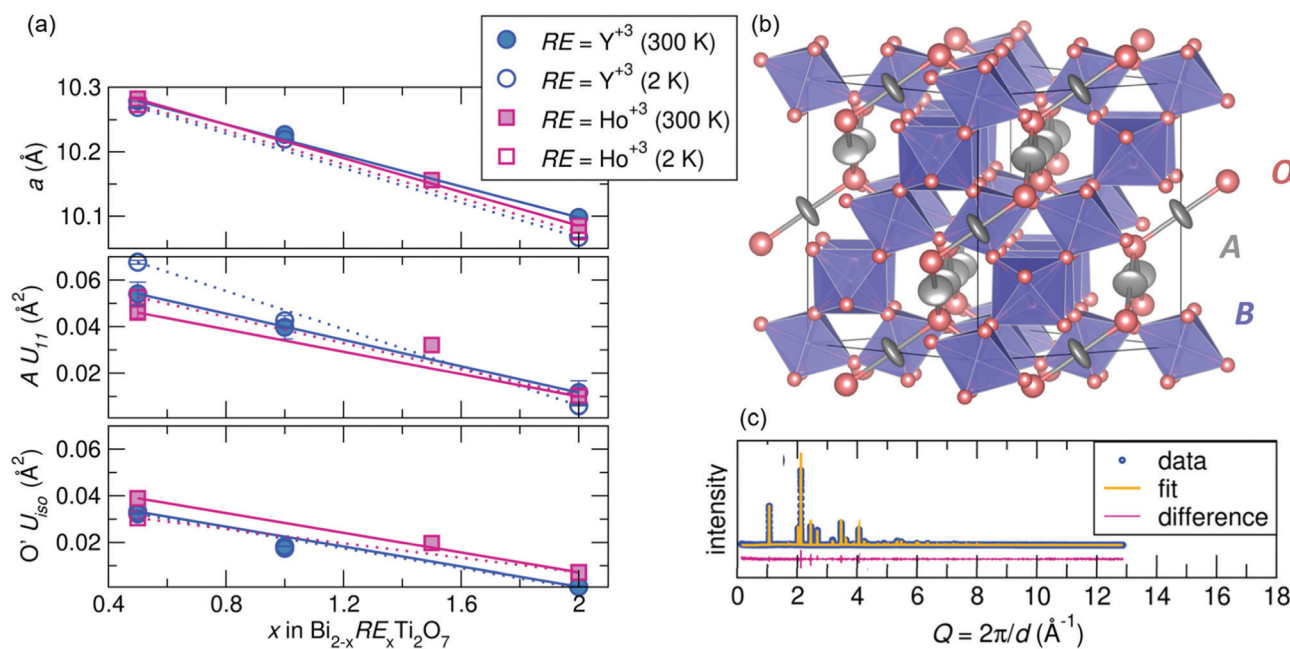 (a)
RE = Y⁺³ (300 K)
RE = Y⁺³ (2 K)
RE = Ho⁺³ (300 K)
RE = Ho⁺³ (2 K)
10.3
10.2
10.1
a (Å)
0.06
0.04
0.02
A U₁₁ (Å²)
0.06
0.04
0.02
O' Uᵢₛₒ (Å²)
0.4 0.8 1.2 1.6 2
x in Bi₂₋ₓREₓTi₂O₇
(b)
O
A
B
(c)
data
fit
difference
intensity
0 2 4 6 8 10 12 14 16 18
Q = 2π/d (Å⁻¹)